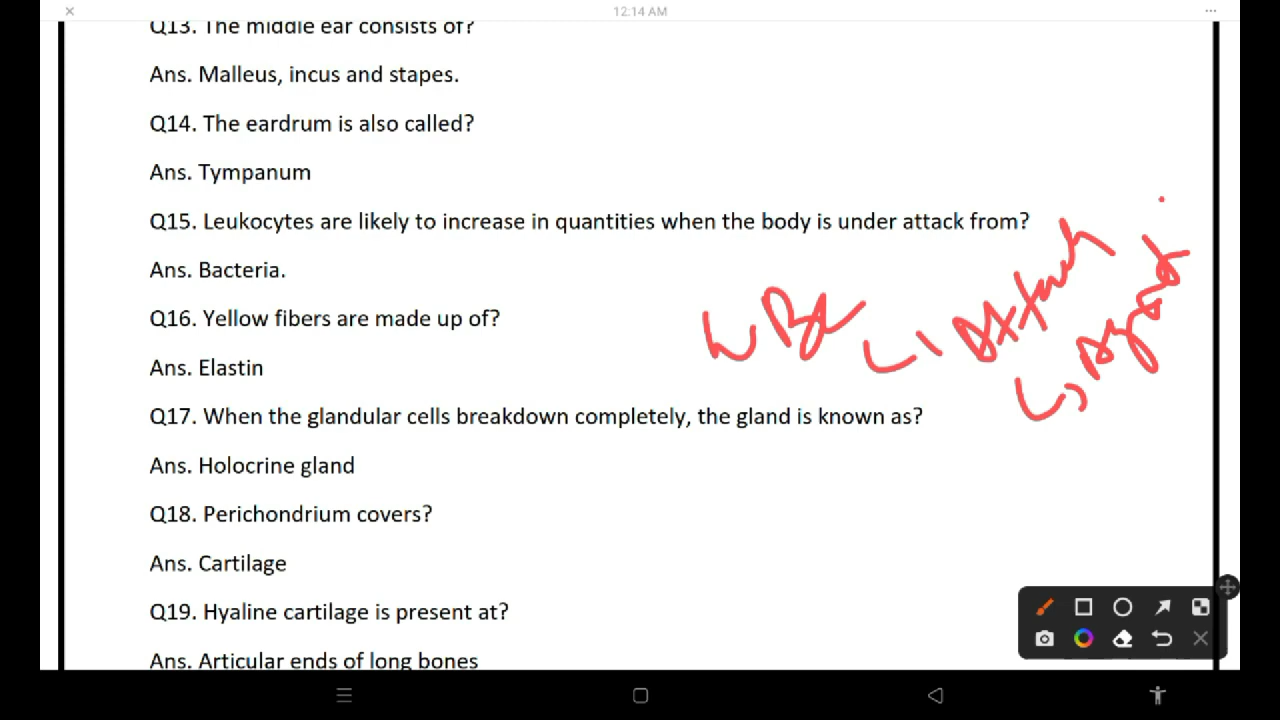 12:14 AM
Q13. The middle ear consists of?
Ans. Malleus, incus and stapes.
Q14. The eardrum is also called?
Ans. Tympanum
Q15. Leukocytes are likely to increase in quantities when the body is under attack from?
Ans. Bacteria.
Q16. Yellow fibers are made up of?
WBC
Ans. Elastin
Q17. When the glandular cells breakdown completely, the gland is known as?
Ans. Holocrine gland
Q18. Perichondrium covers?
Ans. Cartilage
Q19. Hyaline cartilage is present at?
Ans. Articular ends of long bones